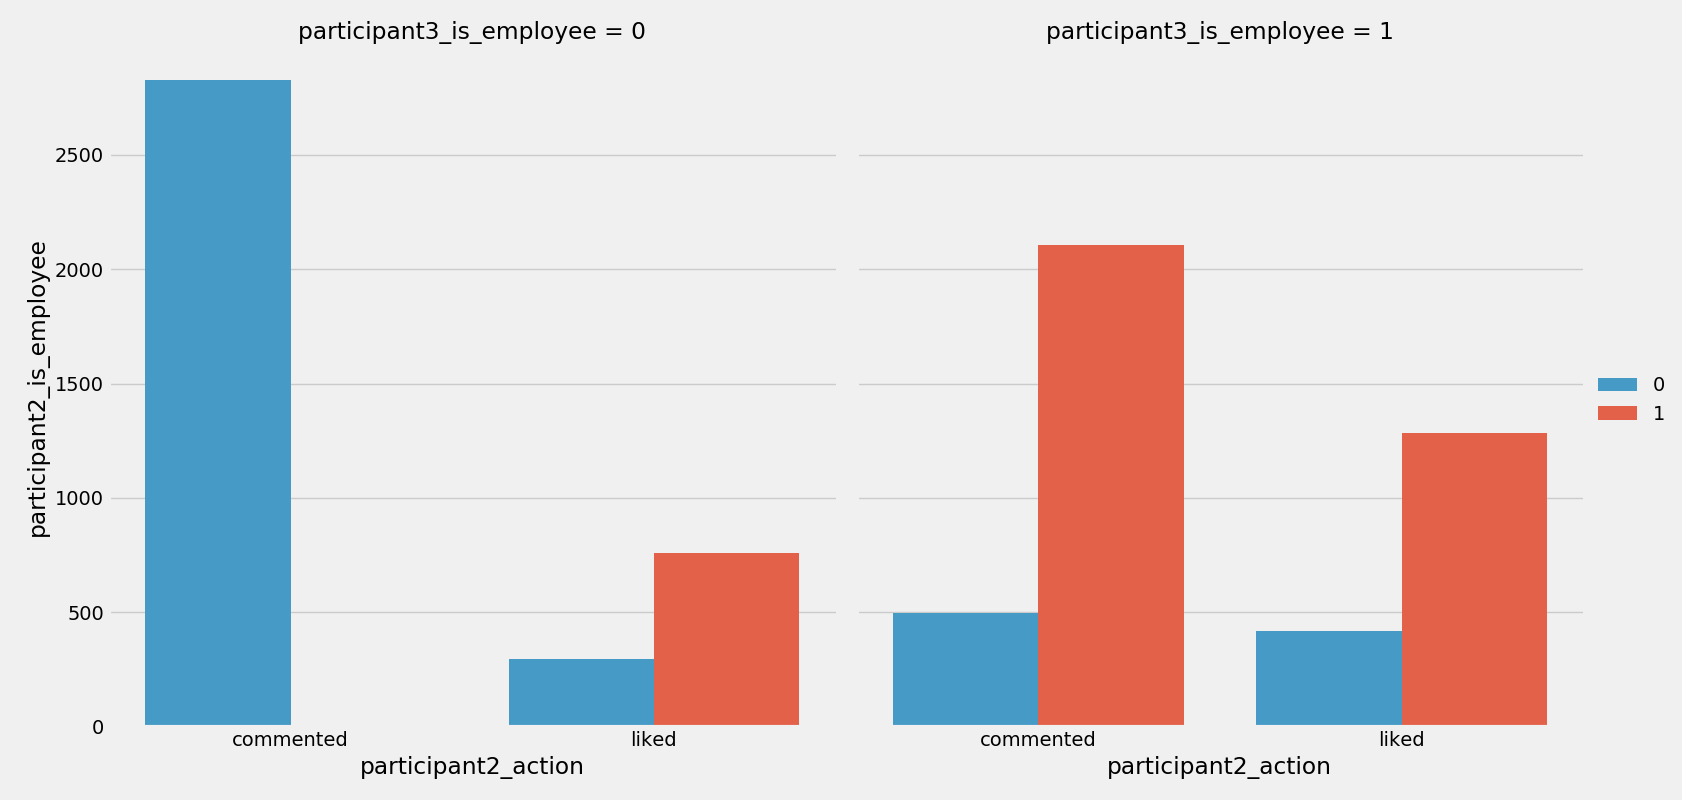 participant3_is_employee = 0
participant3_is_employee = 1
participant2_is_employee
2500
2000
1500
1000
500
0
commented
liked
commented
liked
participant2_action
participant2_action
0
1